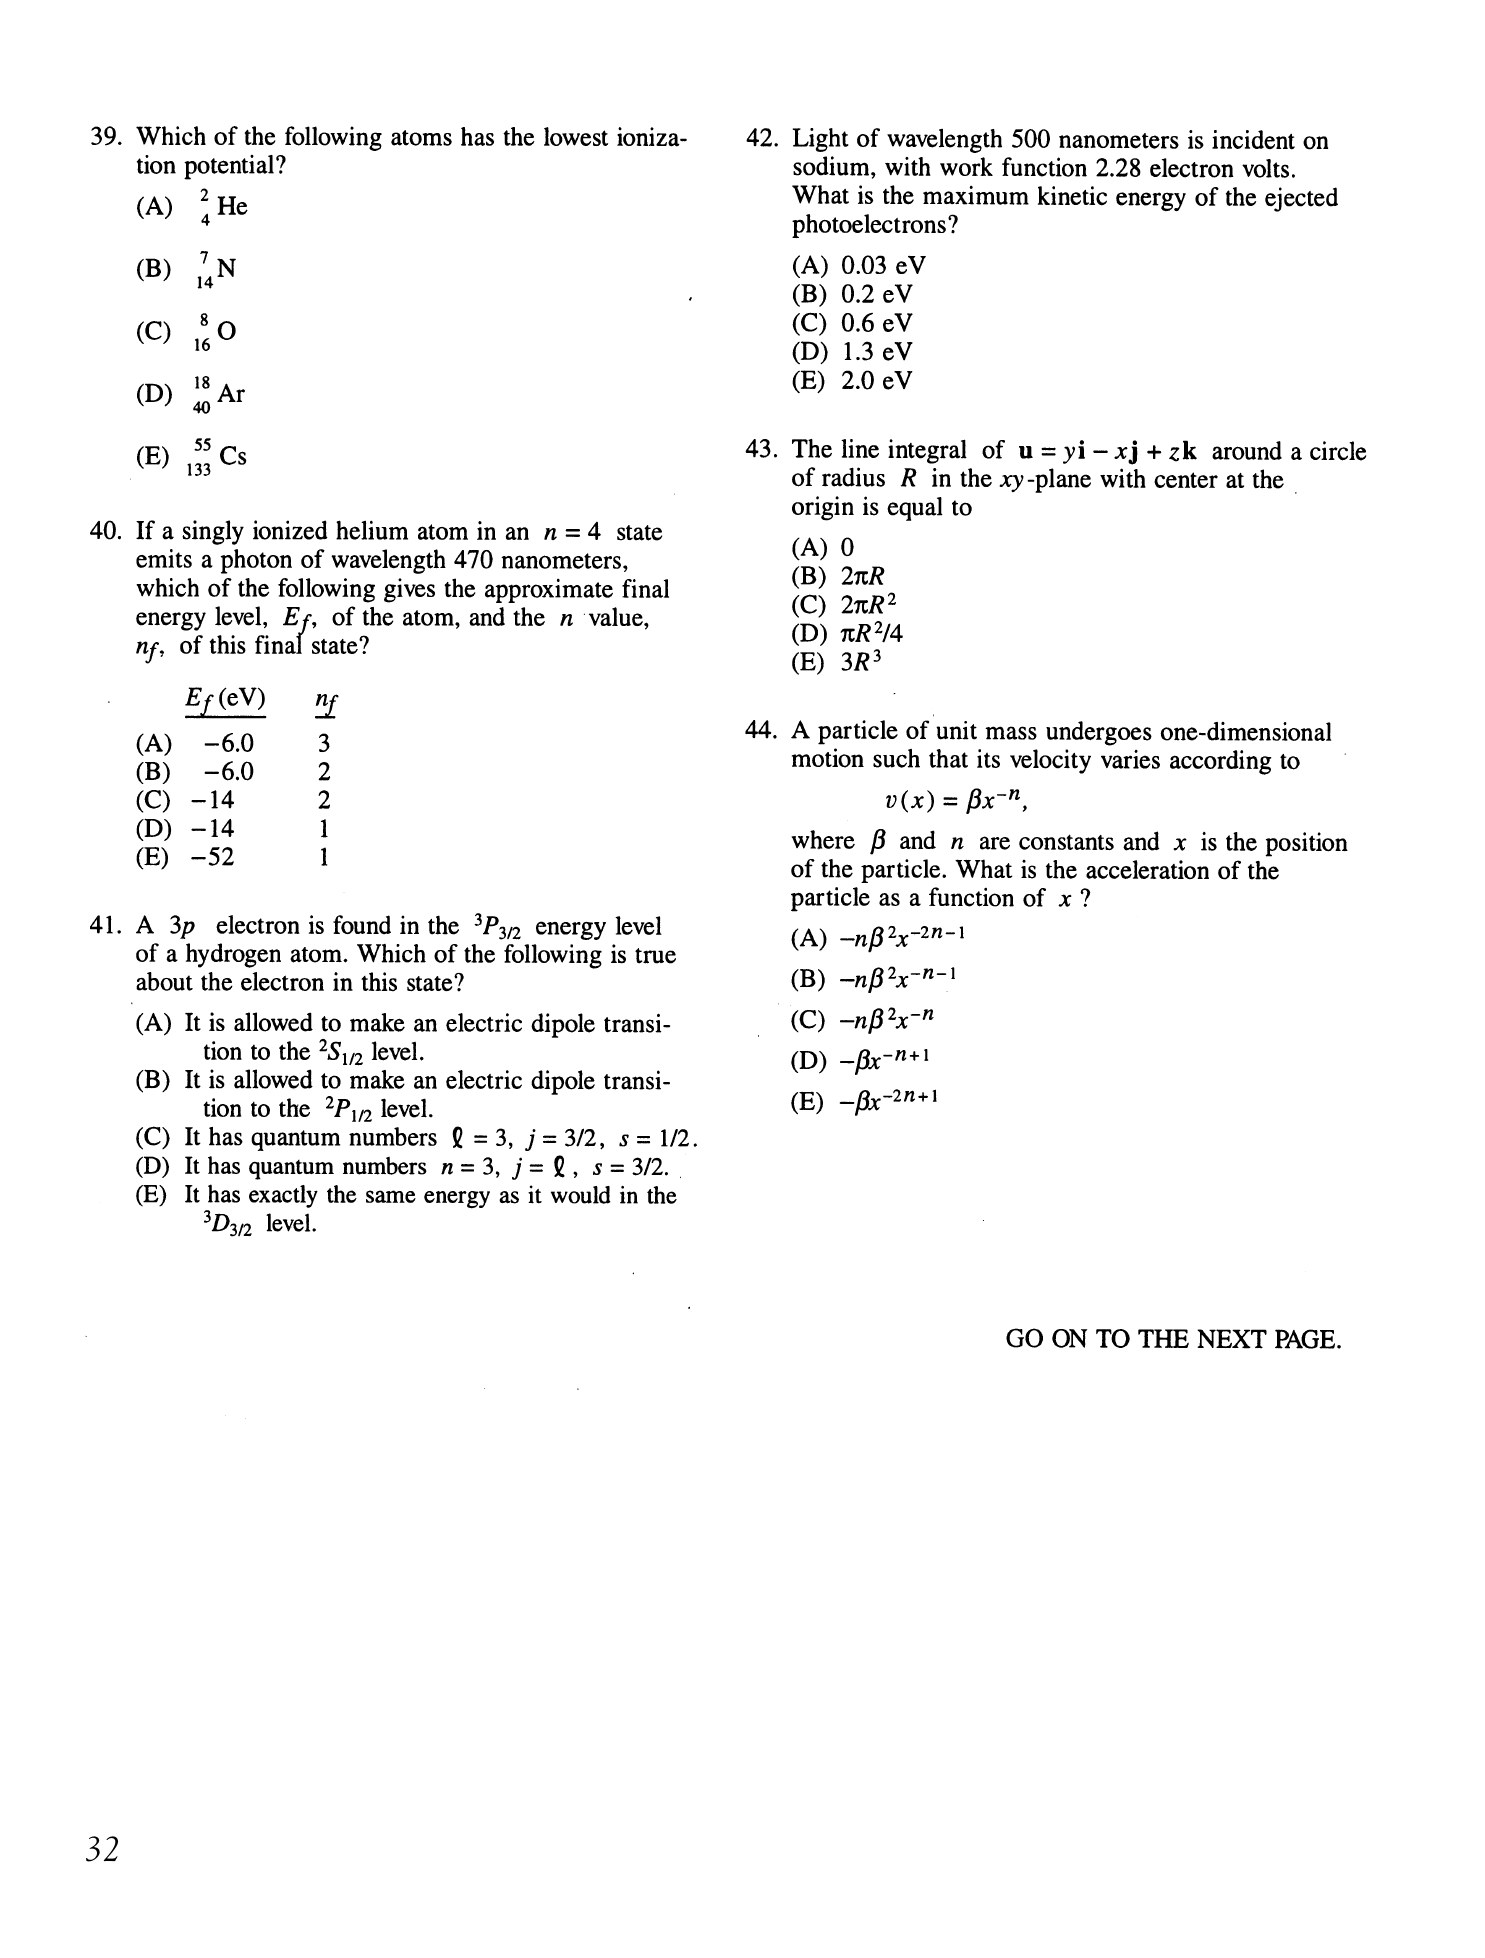 39. Which of the following atoms has the lowest ioniza-
tion potential?
(A) ²₄ He
(B) ⁷₁₄ N
(C) ⁸₁₆ O
(D) ¹⁸₄₀ Ar
(E) ⁵⁵₁₃₃ Cs
40. If a singly ionized helium atom in an n = 4 state
emits a photon of wavelength 470 nanometers,
which of the following gives the approximate final
energy level, E_f, of the atom, and the n value,
n_f, of this final state?
E_f (eV) n_f
(A) −6.0 3
(B) −6.0 2
(C) −14 2
(D) −14 1
(E) −52 1
41. A 3p electron is found in the ³P₃/₂ energy level
of a hydrogen atom. Which of the following is true
about the electron in this state?
(A) It is allowed to make an electric dipole transi-
tion to the ²S₁/₂ level.
(B) It is allowed to make an electric dipole transi-
tion to the ²P₁/₂ level.
(C) It has quantum numbers ℓ = 3, j = 3/2, s = 1/2.
(D) It has quantum numbers n = 3, j = ℓ, s = 3/2.
(E) It has exactly the same energy as it would in the
³D₃/₂ level.
42. Light of wavelength 500 nanometers is incident on
sodium, with work function 2.28 electron volts.
What is the maximum kinetic energy of the ejected
photoelectrons?
(A) 0.03 eV
(B) 0.2 eV
(C) 0.6 eV
(D) 1.3 eV
(E) 2.0 eV
43. The line integral of u = yi − xj + zk around a circle
of radius R in the xy-plane with center at the
origin is equal to
(A) 0
(B) 2πR
(C) 2πR²
(D) πR²/4
(E) 3R³
44. A particle of unit mass undergoes one-dimensional
motion such that its velocity varies according to
v(x) = βx⁻ⁿ,
where β and n are constants and x is the position
of the particle. What is the acceleration of the
particle as a function of x ?
(A) −nβ²x⁻²ⁿ⁻¹
(B) −nβ²x⁻ⁿ⁻¹
(C) −nβ²x⁻ⁿ
(D) −βx⁻ⁿ⁺¹
(E) −βx⁻²ⁿ⁺¹
GO ON TO THE NEXT PAGE.
32